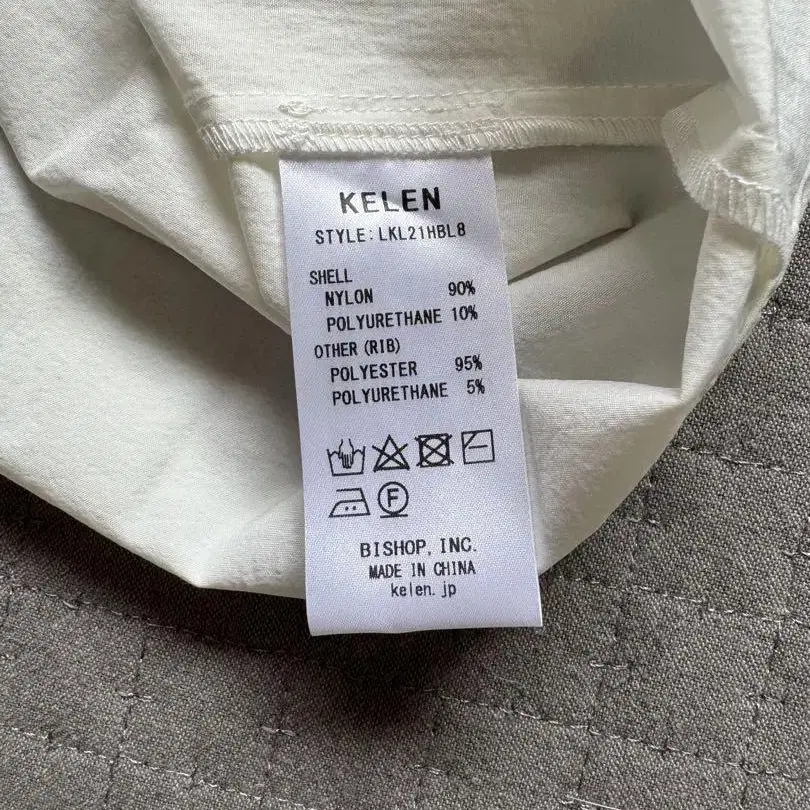 KELEN
STYLE:LKL21HBL8
SHELL
NYLON 90%
POLYURETHANE 10%
OTHER (RIB)
POLYESTER 95%
POLYURETHANE 5%
F
BISHOP, INC.
MADE IN CHINA
kelen.jp